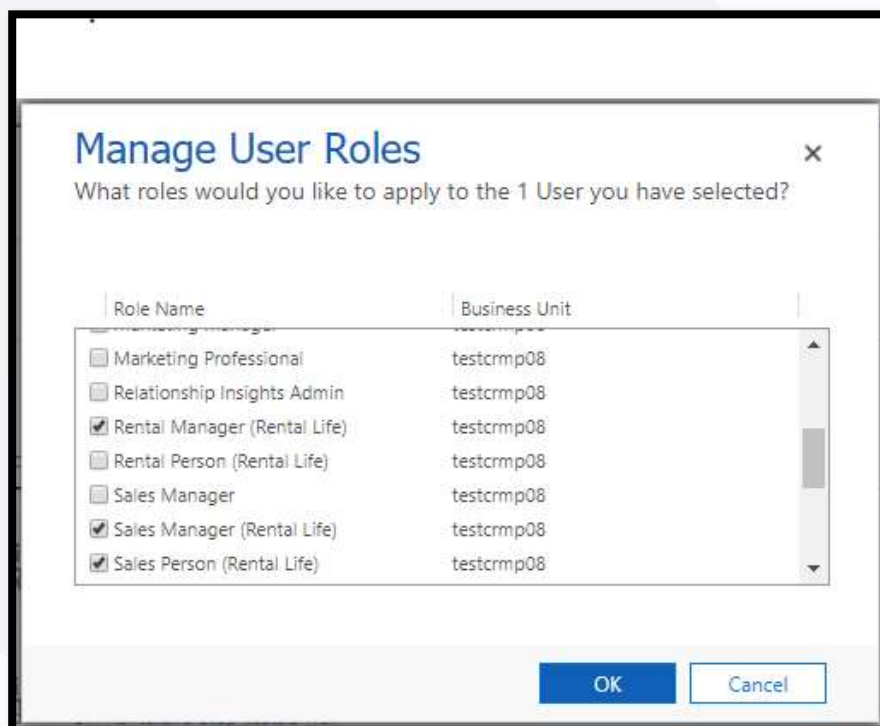 Manage User Roles
What roles would you like to apply to the 1 User you have selected?
Role Name Business Unit
Marketing Professional testcrmp08
Relationship Insights Admin testcrmp08
Rental Manager (Rental Life) testcrmp08
Rental Person (Rental Life) testcrmp08
Sales Manager testcrmp08
Sales Manager (Rental Life) testcrmp08
Sales Person (Rental Life) testcrmp08
OK Cancel